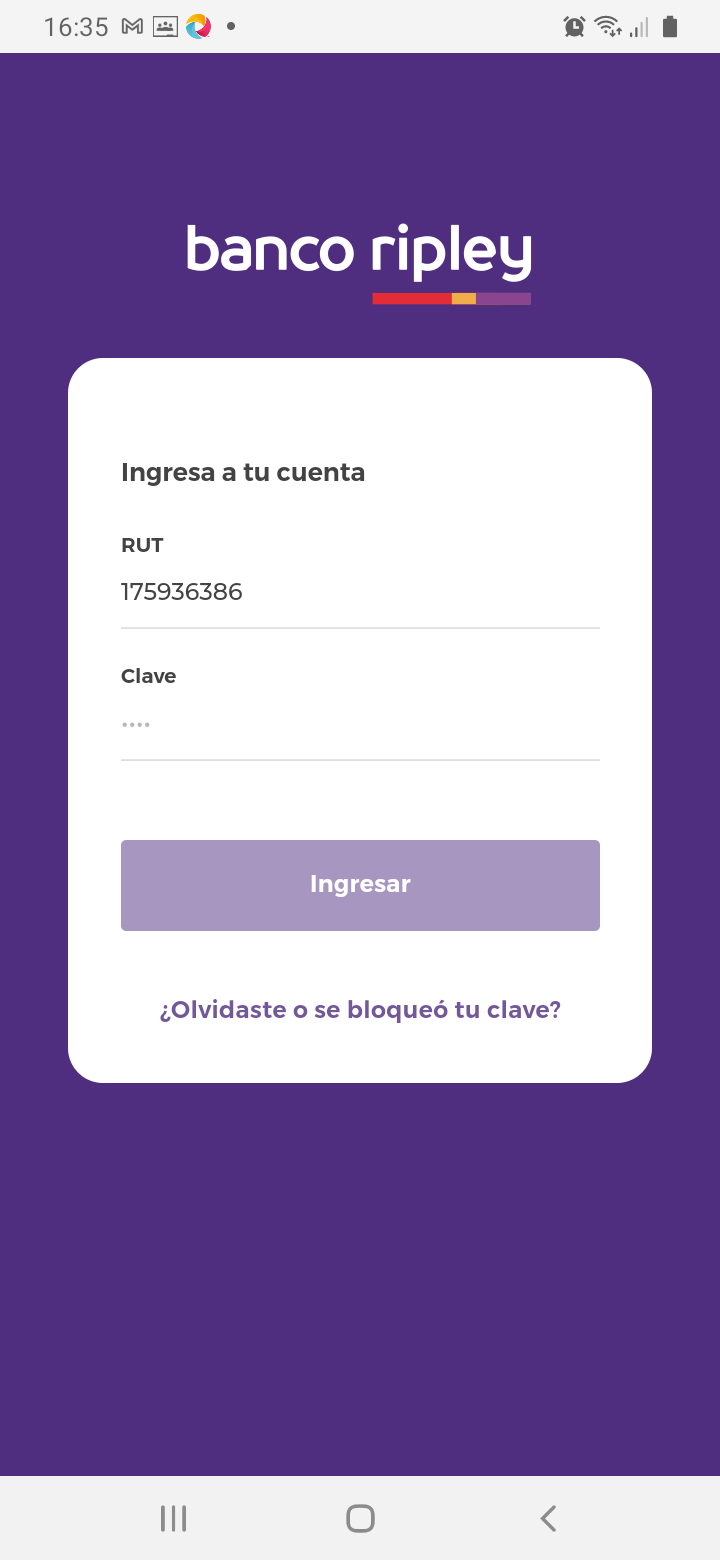 16:35
banco ripley
Ingresa a tu cuenta
RUT
175936386
Clave
••••
Ingresar
¿Olvidaste o se bloqueó tu clave?